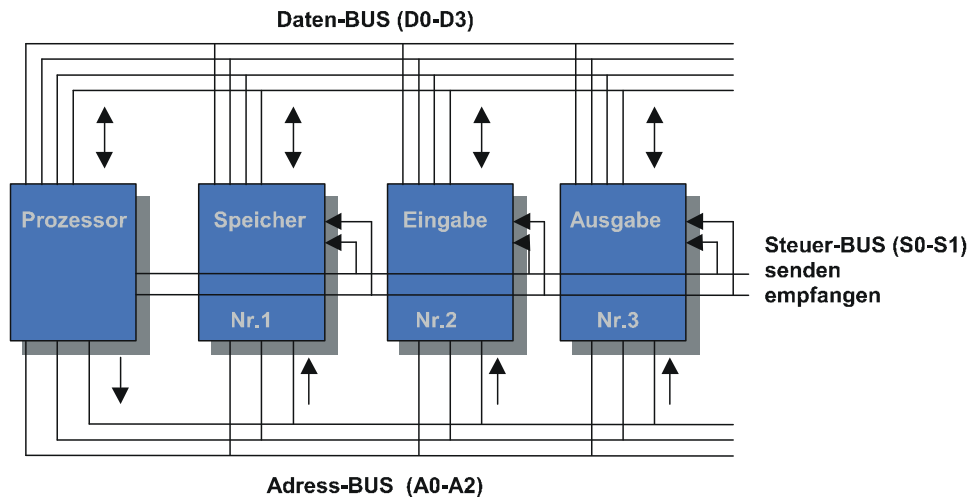 Daten-BUS (D0-D3)
Prozessor
Speicher
Eingabe
Ausgabe
Steuer-BUS (S0-S1)
senden
empfangen
Nr.1
Nr.2
Nr.3
Adress-BUS (A0-A2)